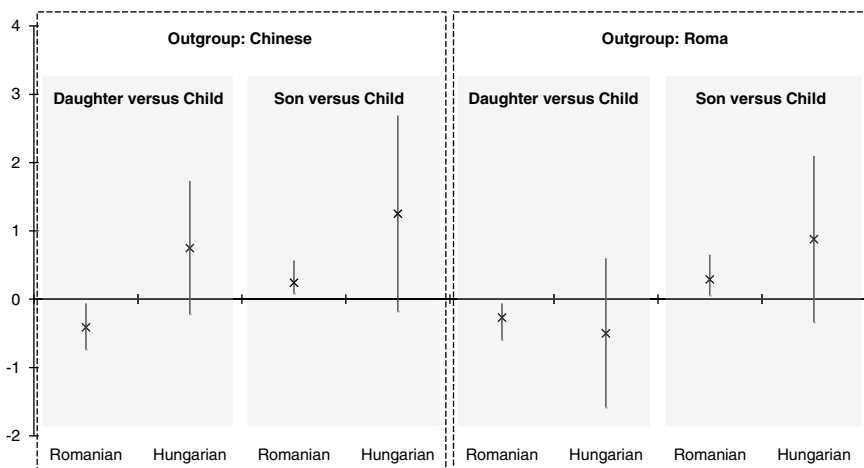 4
Outgroup: Chinese
Outgroup: Roma
3
Daughter versus Child
Son versus Child
Daughter versus Child
Son versus Child
2
1
0
-1
-2
Romanian
Hungarian
Romanian
Hungarian
Romanian
Hungarian
Romanian
Hungarian